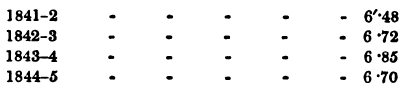 1841-2 - - - - - 6′·48
1842-3 - - - - - 6 ·72
1843-4 - - - - - 6 ·85
1844-5 - - - - - 6 ·70